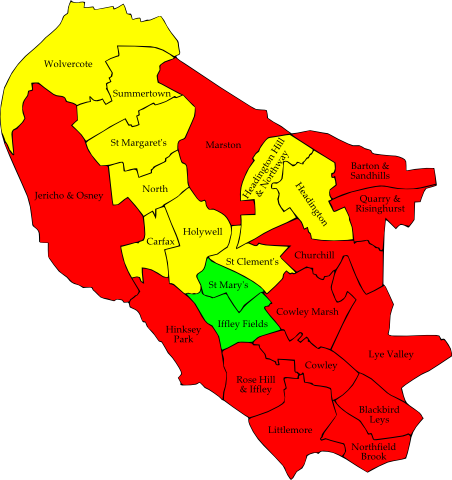 Wolvercote
Summertown
St Margaret's
Marston
Headington Hill
& Northway
Headington
Barton &
Sandhills
Quarry &
Risinghurst
Jericho & Osney
North
Carfax
Holywell
St Clement's
Churchill
St Mary's
Iffley Fields
Cowley Marsh
Hinksey
Park
Lye Valley
Cowley
Rose Hill
& Iffley
Blackbird
Leys
Littlemore
Northfield
Brook